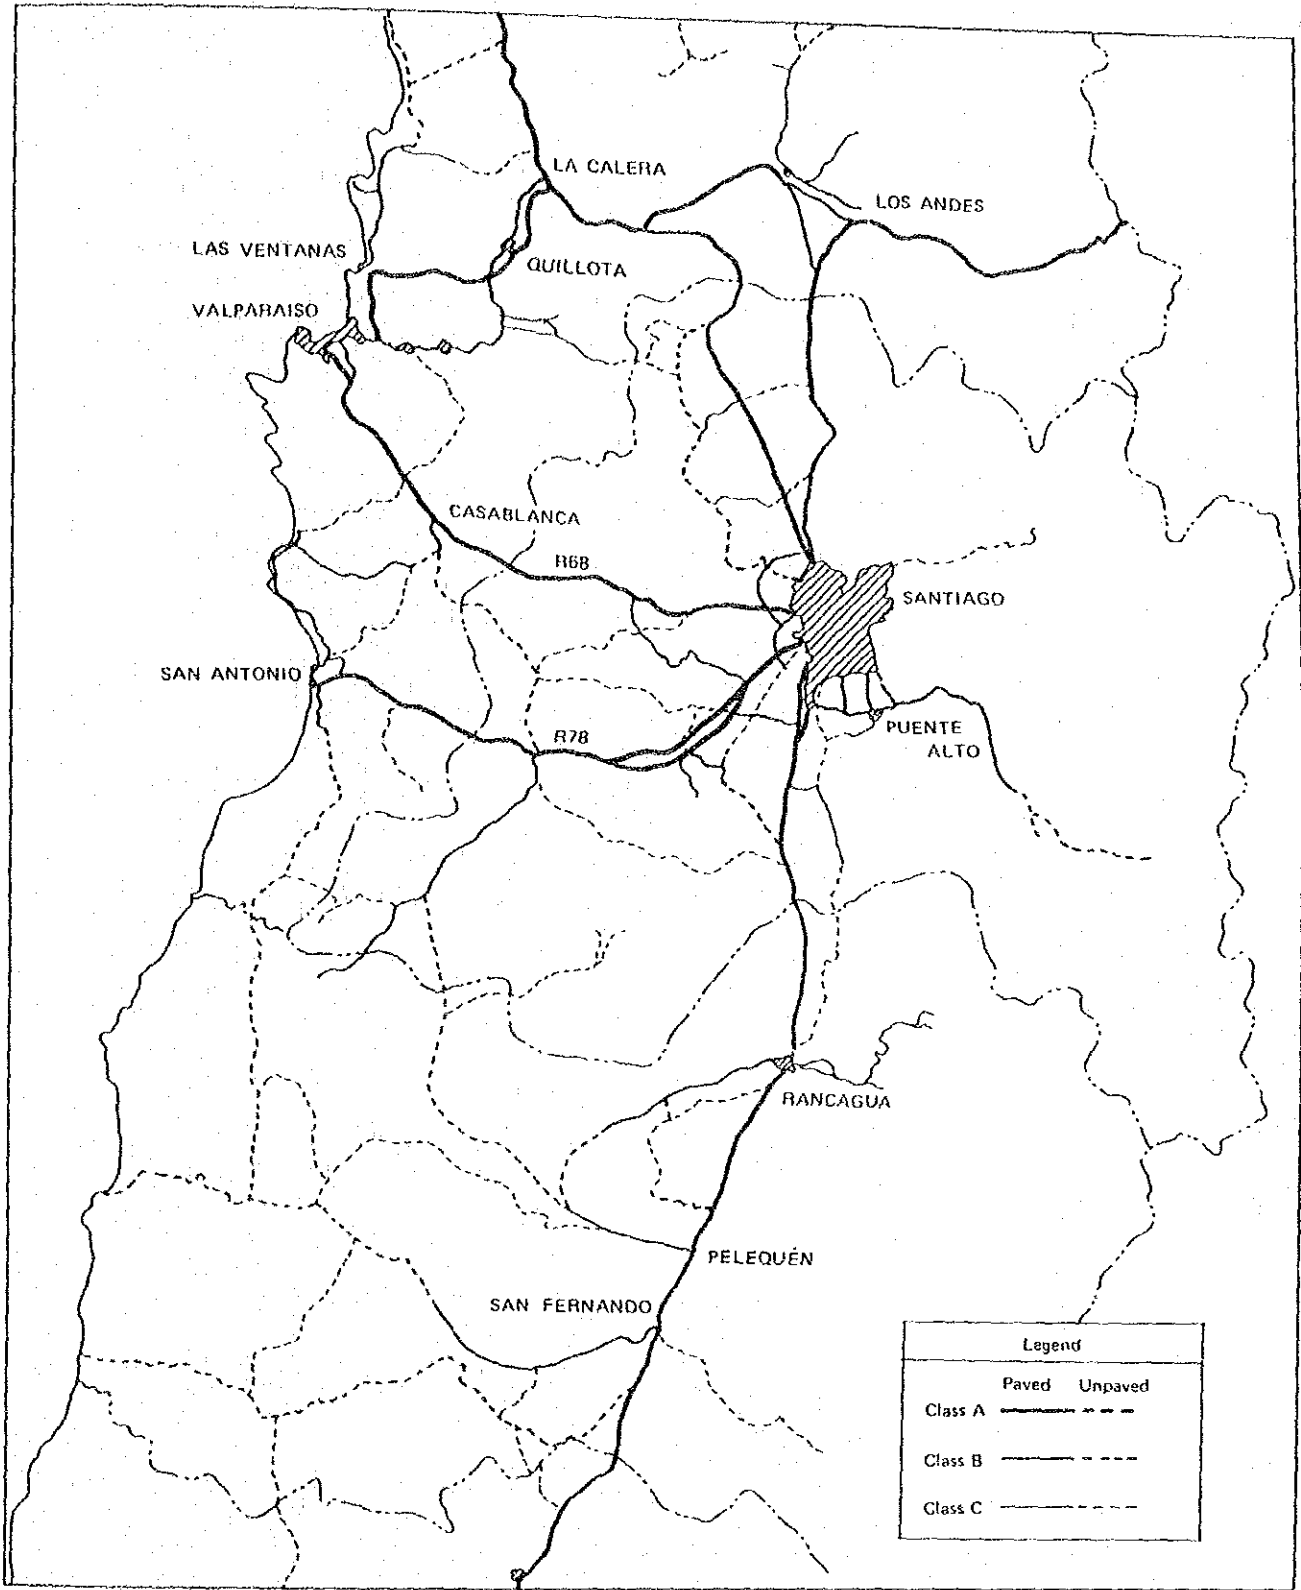 LA CALERA
LOS ANDES
LAS VENTANAS
QUILLOTA
VALPARAISO
CASABLANCA
R68
SANTIAGO
SAN ANTONIO
PUENTE
ALTO
R78
RANCAGUA
PELEQUÉN
SAN FERNANDO
Legend
Paved Unpaved
Class A
Class B
Class C